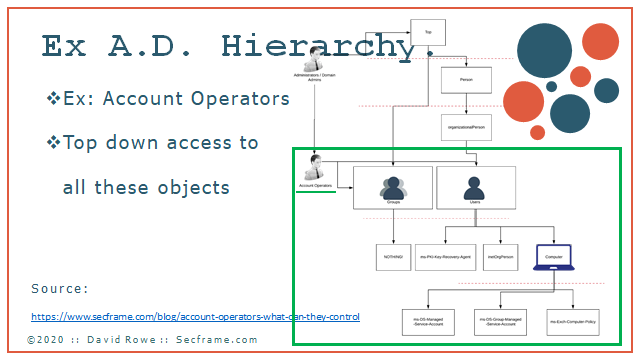 Ex A.D. Hierarchy.
Top
Administrators / Domain
Admins
Person
❖Ex: Account Operators
organizationalPerson
❖Top down access to
all these objects
Account Operators
Groups
Users
NOTHING!
ms-PKI-Key-Recovery-Agent
inetOrgPerson
Computer
Source:
https://www.secframe.com/blog/account-operators-what-can-they-control
ms-DS-Managed
-Service-Account
ms-DS-Group-Managed
-Service-Account
ms-Exch-Computer-Policy
©2020 :: David Rowe :: Secframe.com